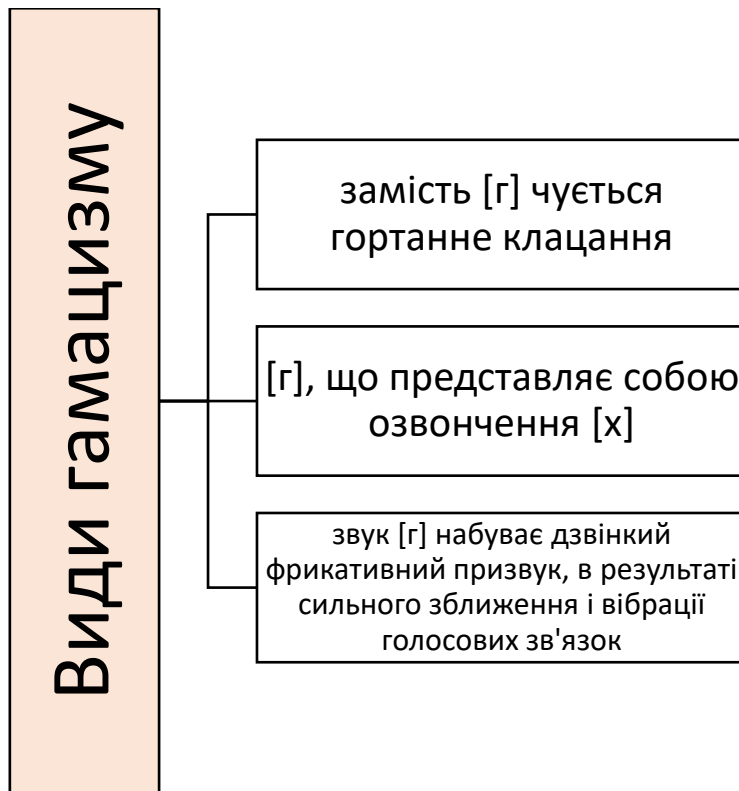 Види гамацизму
замість [г] чується
гортанне клацання
[г], що представляє собою
озвончення [х]
звук [г] набуває дзвінкий
фрикативний призвук, в результаті
сильного зближення і вібрації
голосових зв'язок